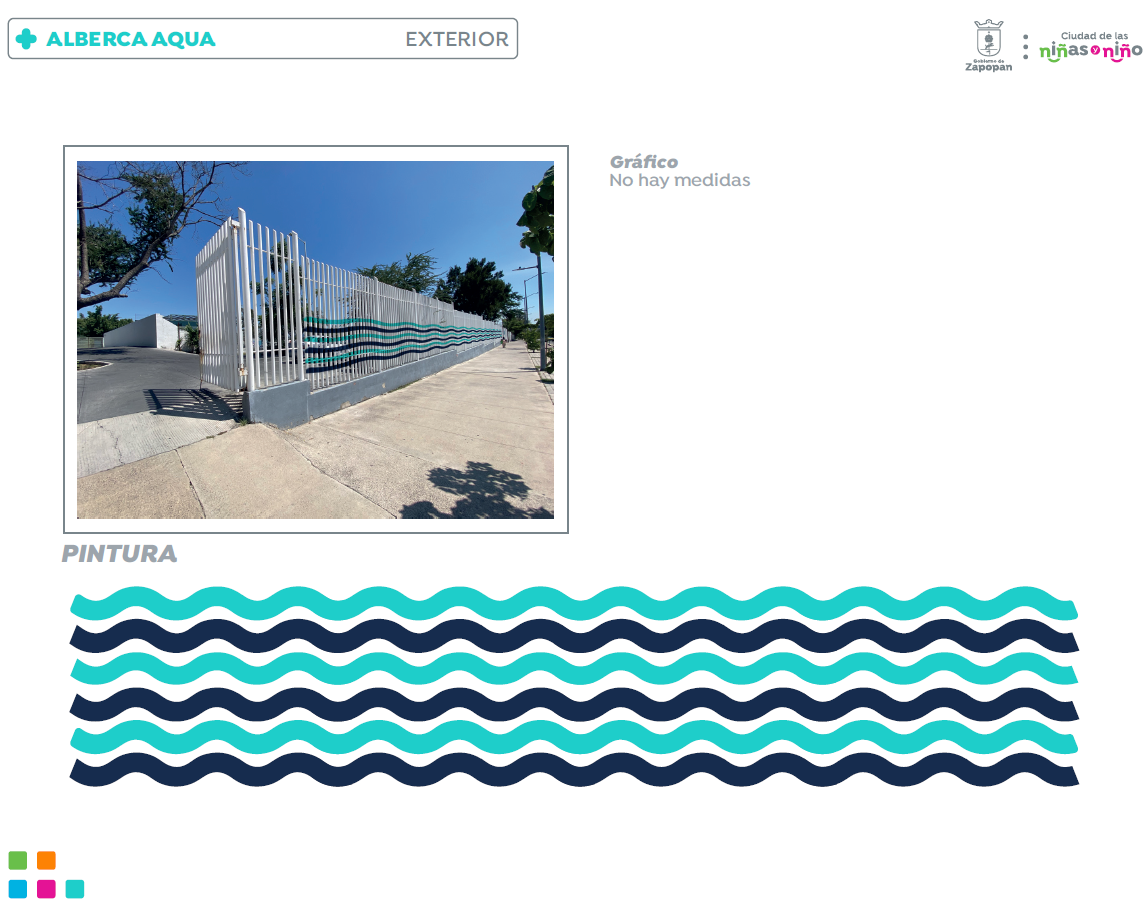 ALBERCA AQUA
EXTERIOR
Gobierno de
Zapopan
Ciudad de las
niñas y niño
Gráfico
No hay medidas
PINTURA